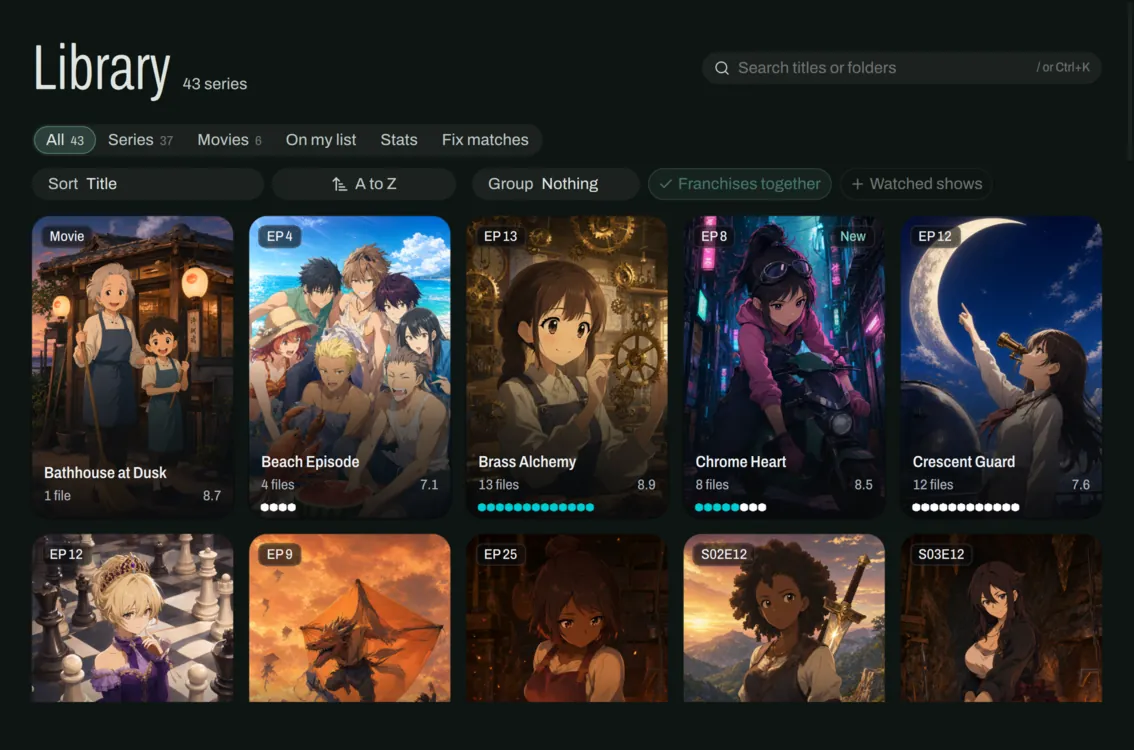 Library 43 series
Search titles or folders / or Ctrl+K
All 43 Series 37 Movies 6 On my list Stats Fix matches
Sort Title A to Z Group Nothing Franchises together + Watched shows
Movie EP 4 EP 13 EP 8 New EP 12
Bathhouse at Dusk
1 file 8.7
Beach Episode
4 files 7.1
Brass Alchemy
13 files 8.9
Chrome Heart
8 files 8.5
Crescent Guard
12 files 7.6
EP 12 EP 9 EP 25 S02E12 S03E12